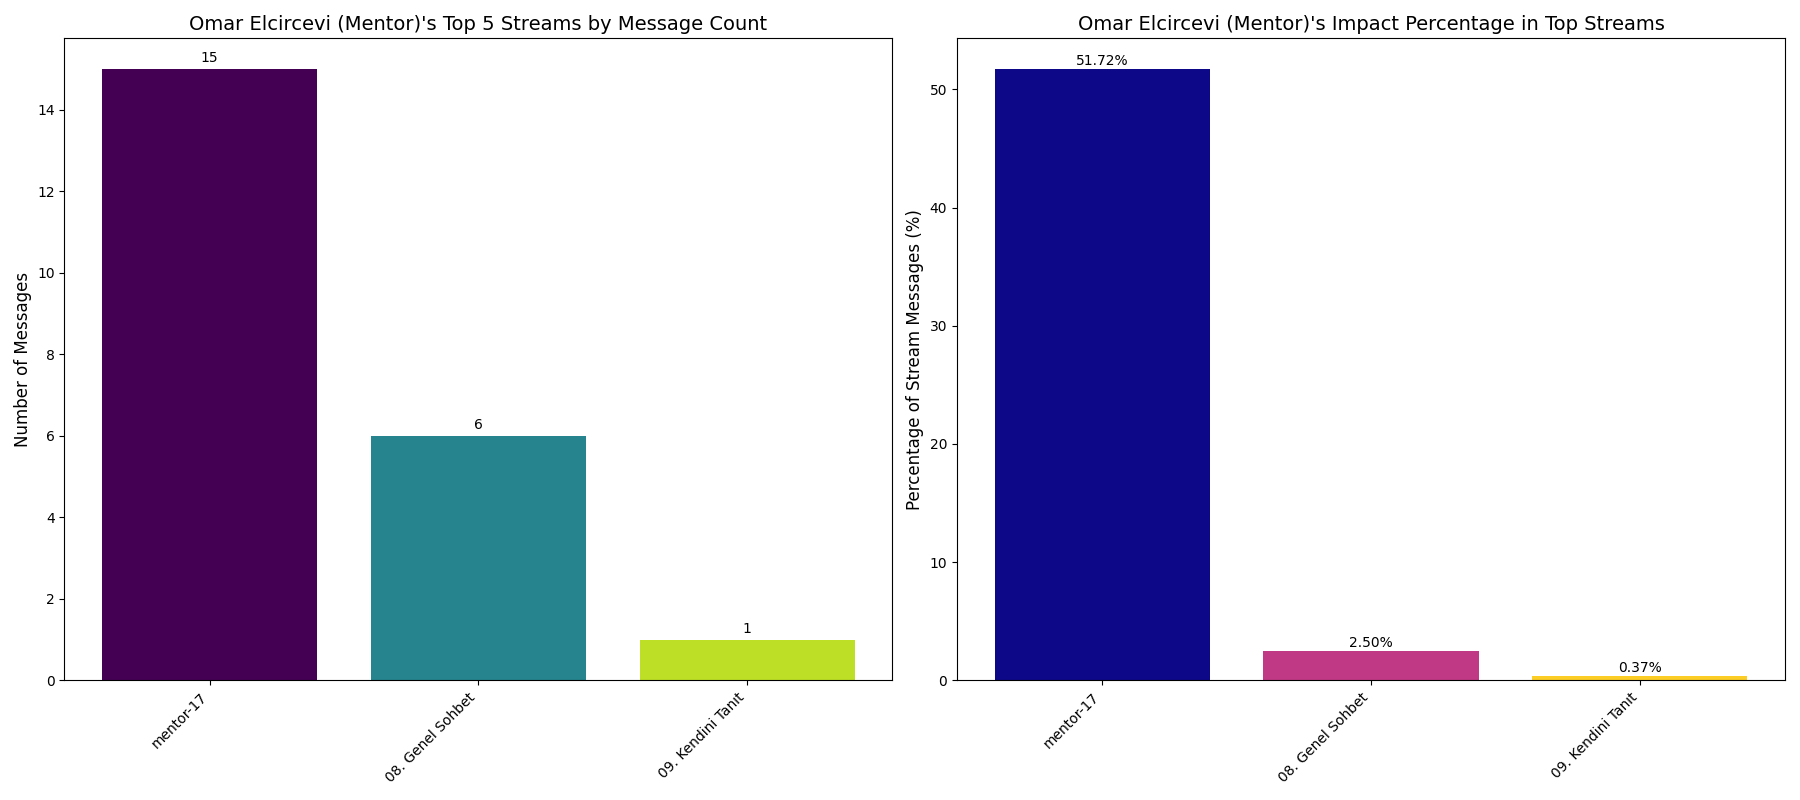 Omar Elcircevi (Mentor)'s Top 5 Streams by Message Count
Number of Messages
14
12
10
8
6
4
2
0
15
6
1
mentor-17
08. Genel Sohbet
09. Kendini Tanıt
Omar Elcircevi (Mentor)'s Impact Percentage in Top Streams
Percentage of Stream Messages (%)
50
40
30
20
10
0
51.72%
2.50%
0.37%
mentor-17
08. Genel Sohbet
09. Kendini Tanıt